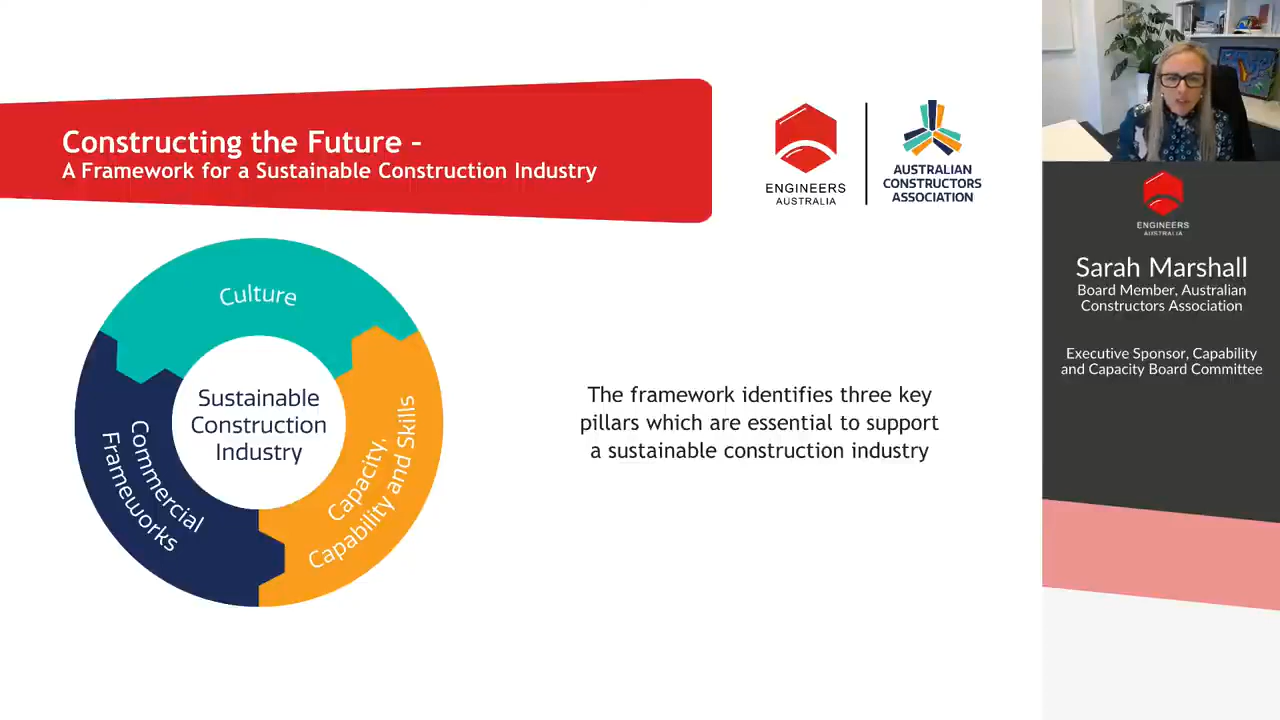 Constructing the Future -
A Framework for a Sustainable Construction Industry
ENGINEERS
AUSTRALIA
AUSTRALIAN
CONSTRUCTORS
ASSOCIATION
Culture
Sustainable
Construction
Industry
Commercial
Frameworks
Capacity,
Capability and Skills
The framework identifies three key
pillars which are essential to support
a sustainable construction industry
ENGINEERS
AUSTRALIA
Sarah Marshall
Board Member, Australian
Constructors Association
Executive Sponsor, Capability
and Capacity Board Committee